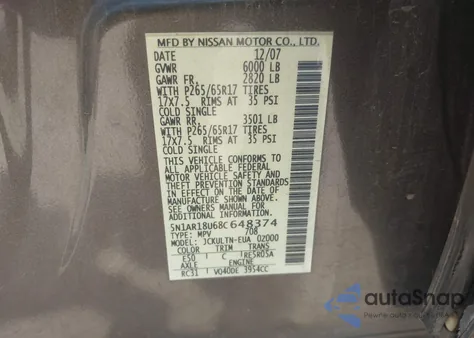 MFD BY NISSAN MOTOR CO., LTD.
DATE 12/07
GVWR 6000 LB
GAWR FR. 2820 LB
WITH P265/65R17 TIRES
17X7.5 RIMS AT 35 PSI
COLD SINGLE
GAWR RR. 3501 LB
WITH P265/65R17 TIRES
17X7.5 RIMS AT 35 PSI
COLD SINGLE
THIS VEHICLE CONFORMS TO
ALL APPLICABLE FEDERAL
MOTOR VEHICLE SAFETY AND
THEFT PREVENTION STANDARDS
IN EFFECT ON THE DATE OF
MANUFACTURE SHOWN ABOVE.
SEE OWNERS MANUAL FOR
ADDITIONAL INFORMATION.
5N1AR18U68C648374
TYPE: MPV /08
MODEL: JCKULTN-EUA 02000
COLOR TRIM TRANS
E50 C RE5R05A
AXLE ENGINE
RC31 VQ40DE 3954CC
autoSnap